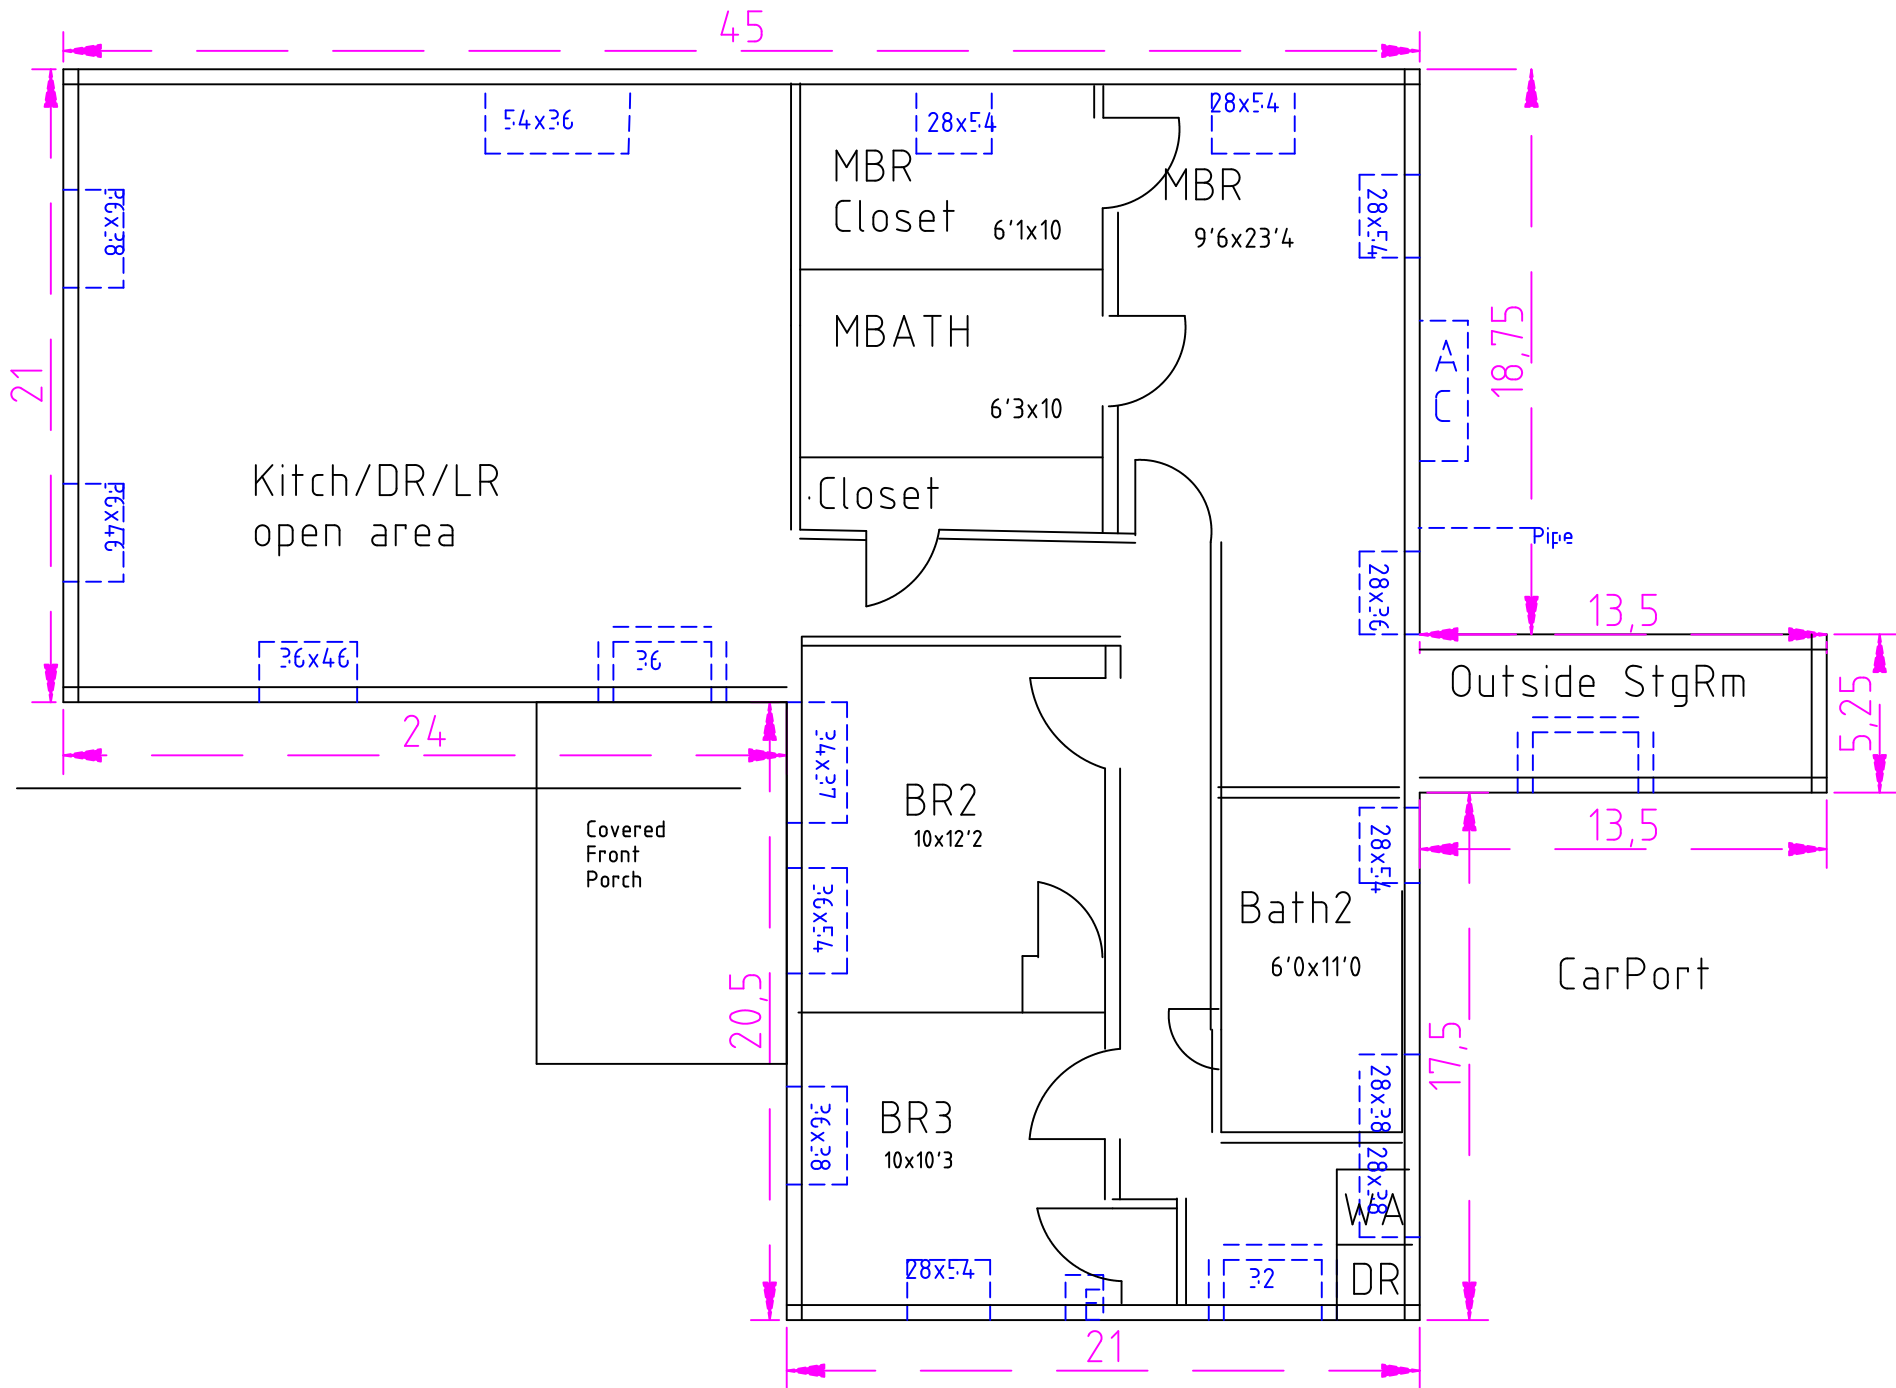 45
54x36
28x54
28x54
MBR
Closet
6'1x10
MBR
9'6x23'4
28x54
36x38
21
MBATH
6'3x10
A
C
18,75
Kitch/DR/LR
open area
Closet
36x46
Pipe
28x36
13,5
36x46
36
Outside StgRm
5,25
24
34x37
BR2
10x12'2
Covered
Front
Porch
28x54
13,5
36x54
Bath2
6'0x11'0
CarPort
20,5
17,5
BR3
10x10'3
36x38
28x38
28x38
WA
28x54
32
DR
21